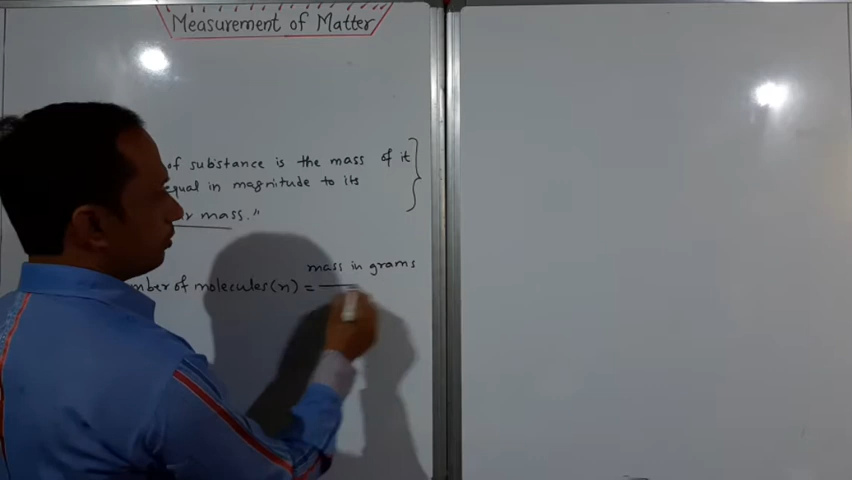 Measurement of Matter
of substance is the mass of it
equal in magnitude to its
mass."
mass in grams
of molecules (n) =